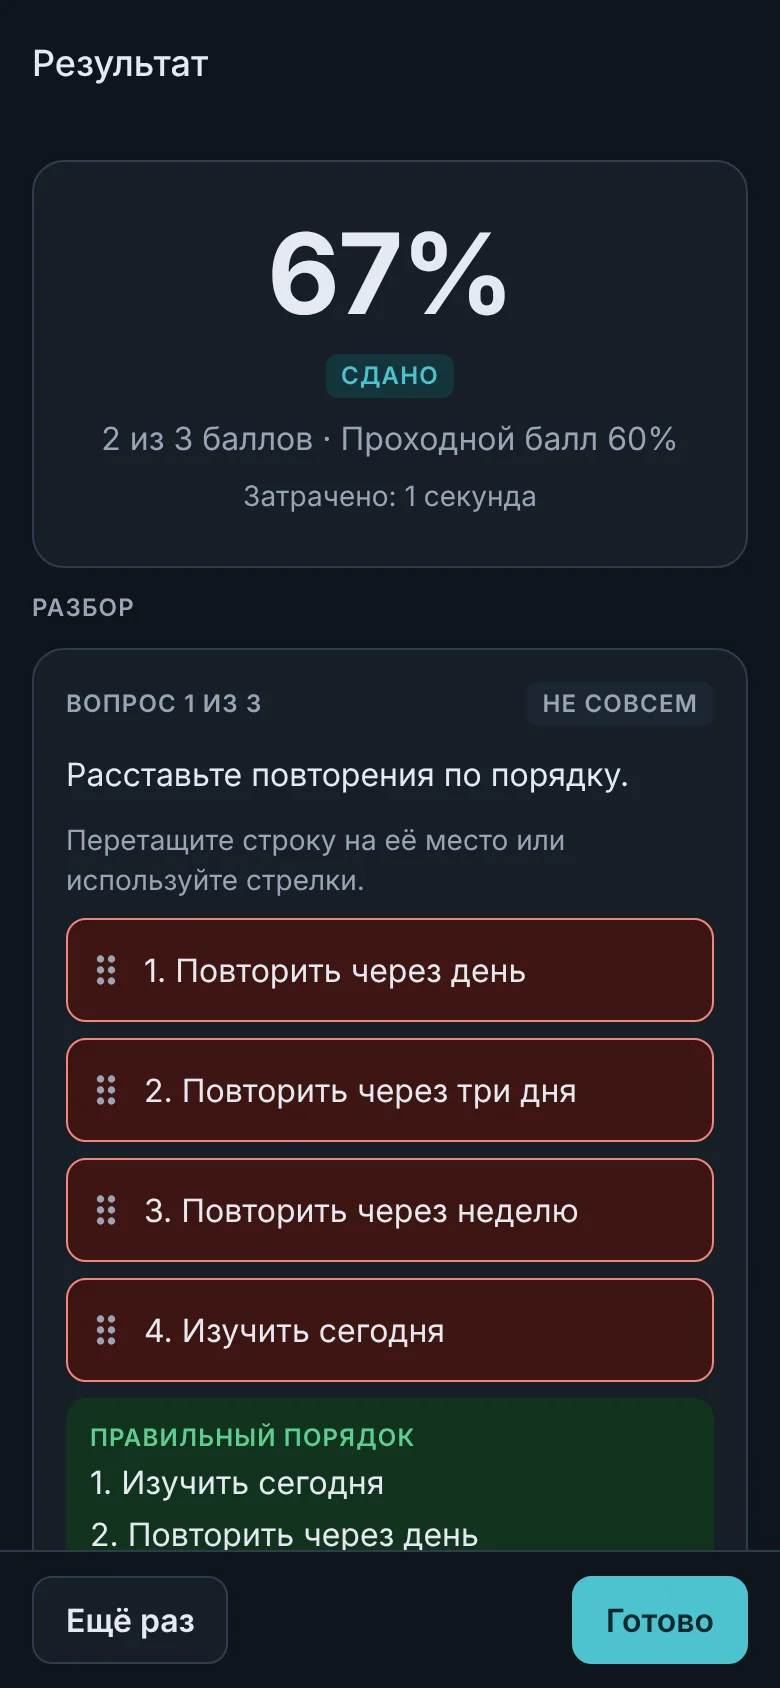 Результат
67%
СДАНО
2 из 3 баллов · Проходной балл 60%
Затрачено: 1 секунда
РАЗБОР
ВОПРОС 1 ИЗ 3
НЕ СОВСЕМ
Расставьте повторения по порядку.
Перетащите строку на её место или
используйте стрелки.
1. Повторить через день
2. Повторить через три дня
3. Повторить через неделю
4. Изучить сегодня
ПРАВИЛЬНЫЙ ПОРЯДОК
1. Изучить сегодня
2. Повторить через день
Ещё раз
Готово